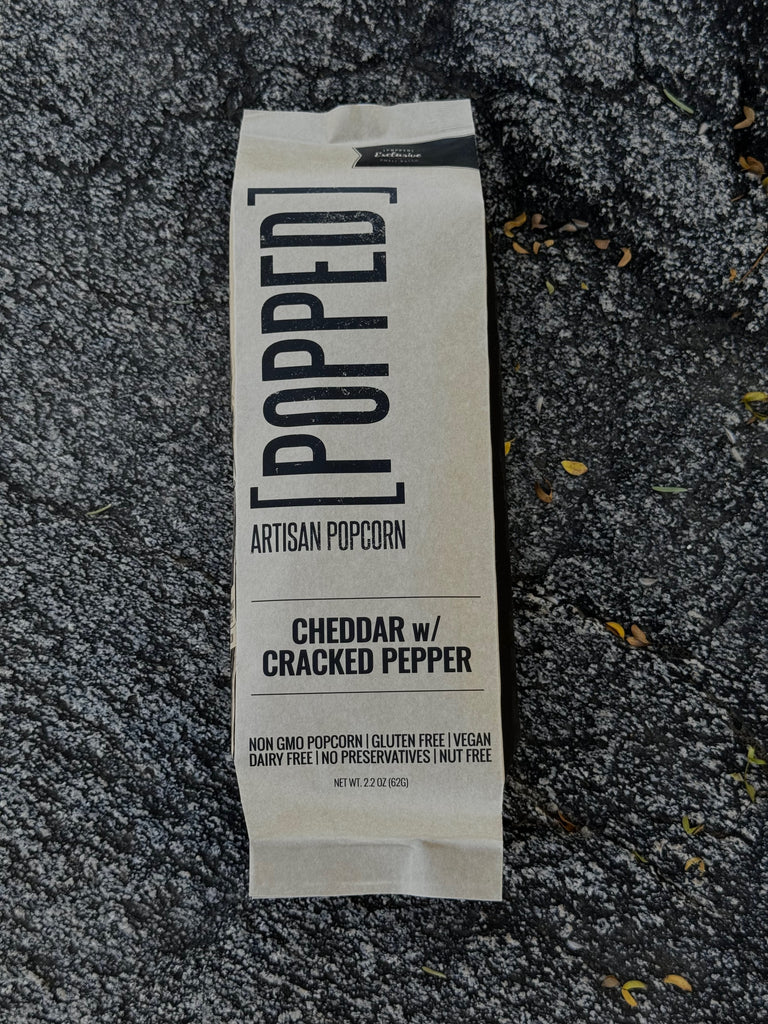 Exclusive
[POPPED]
ARTISAN POPCORN
CHEDDAR w/
CRACKED PEPPER
NON GMO POPCORN | GLUTEN FREE | VEGAN
DAIRY FREE | NO PRESERVATIVES | NUT FREE
NET WT. 2.2 OZ (62G)